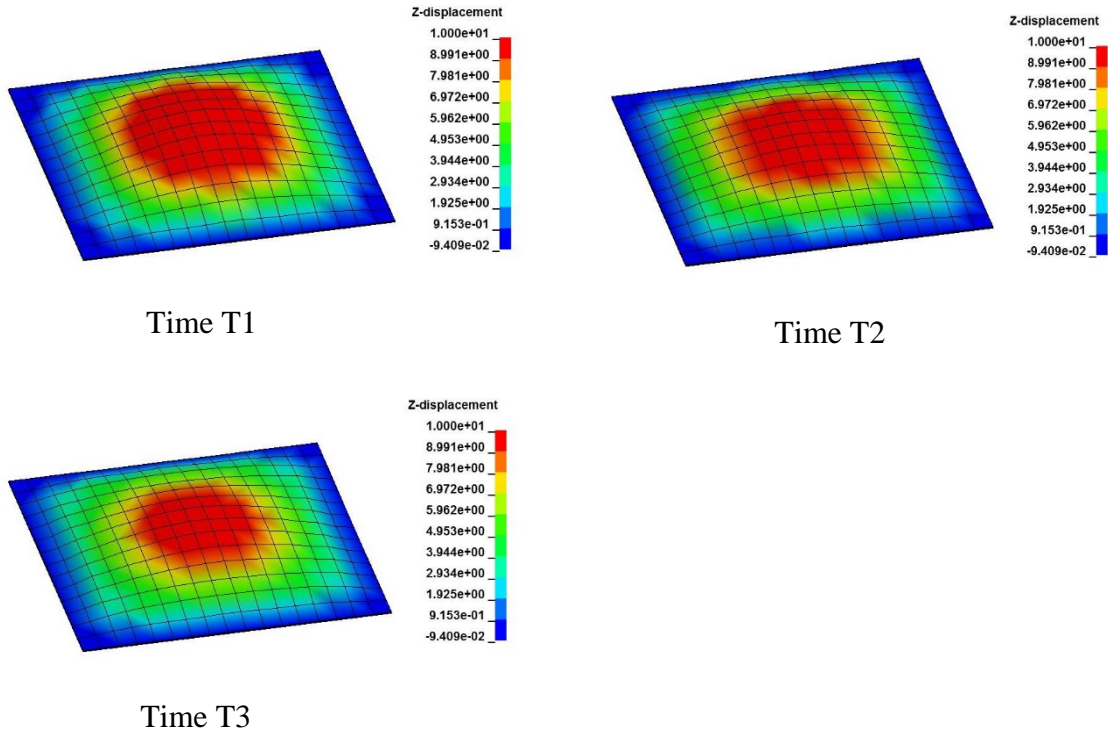 Z-displacement
1.000e+01
8.991e+00
7.981e+00
6.972e+00
5.962e+00
4.953e+00
3.944e+00
2.934e+00
1.925e+00
9.153e-01
-9.409e-02
Time T1
Z-displacement
1.000e+01
8.991e+00
7.981e+00
6.972e+00
5.962e+00
4.953e+00
3.944e+00
2.934e+00
1.925e+00
9.153e-01
-9.409e-02
Time T2
Z-displacement
1.000e+01
8.991e+00
7.981e+00
6.972e+00
5.962e+00
4.953e+00
3.944e+00
2.934e+00
1.925e+00
9.153e-01
-9.409e-02
Time T3